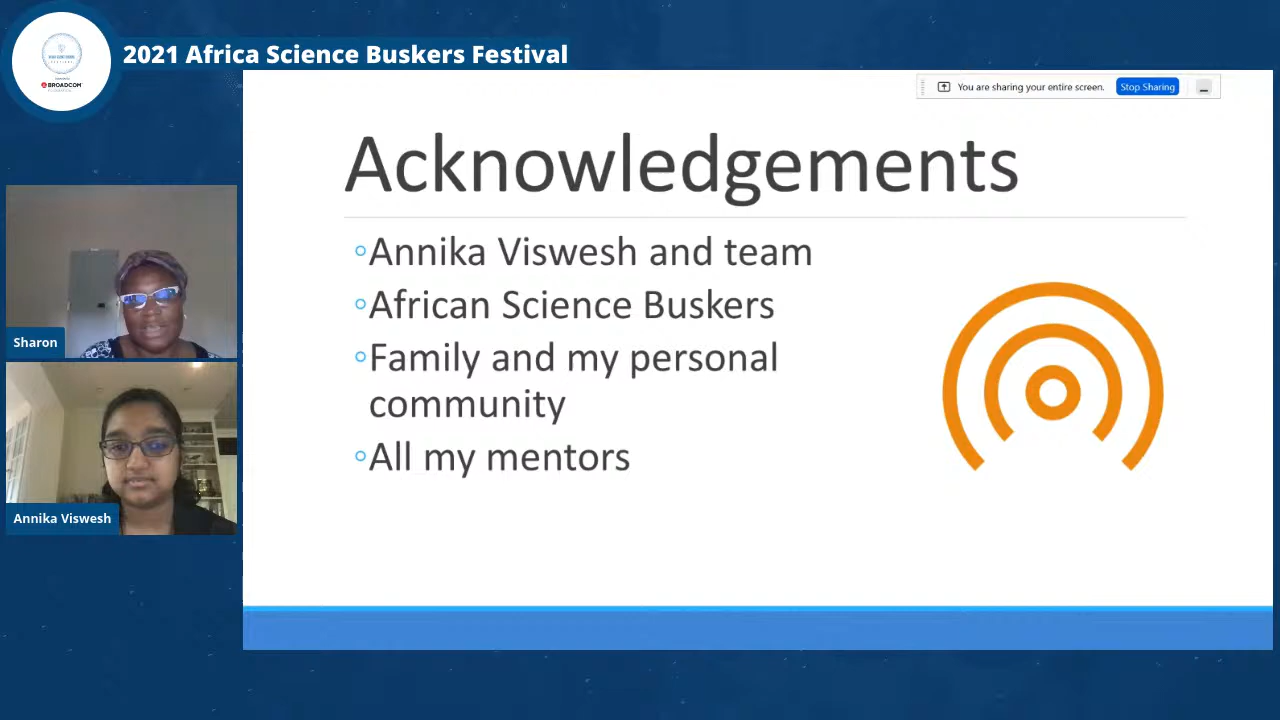 2021 Africa Science Buskers Festival
BROADCOM
You are sharing your entire screen.
Stop Sharing
Acknowledgements
Annika Viswesh and team
African Science Buskers
Family and my personal
community
All my mentors
Sharon
Annika Viswesh